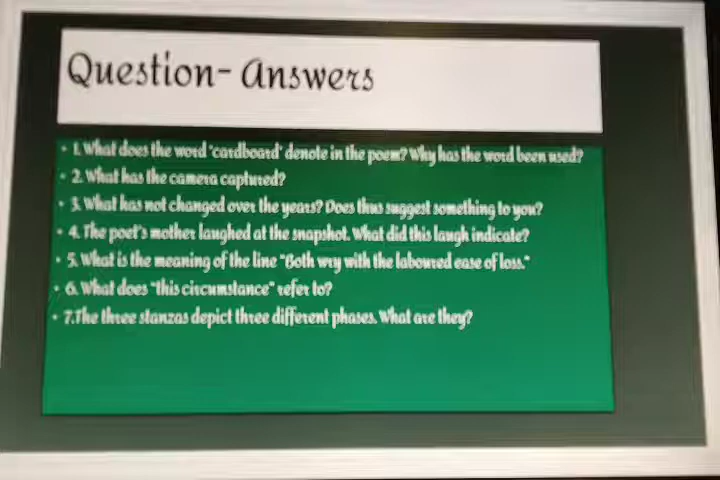 Question- Answers
• 1. What does the word "cardboard" denote in the poem? Why has the word been used?
• 2. What has the camera captured?
• 3. What has not changed over the years? Does thus suggest something to you?
• 4. The poet's mother laughed at the snapshot. What did this laugh indicate?
• 5. What is the meaning of the line "Both wry with the laboured ease of loss."
• 6. What does "this circumstance" refer to?
• 7.The three stanzas depict three different phases. What are they?